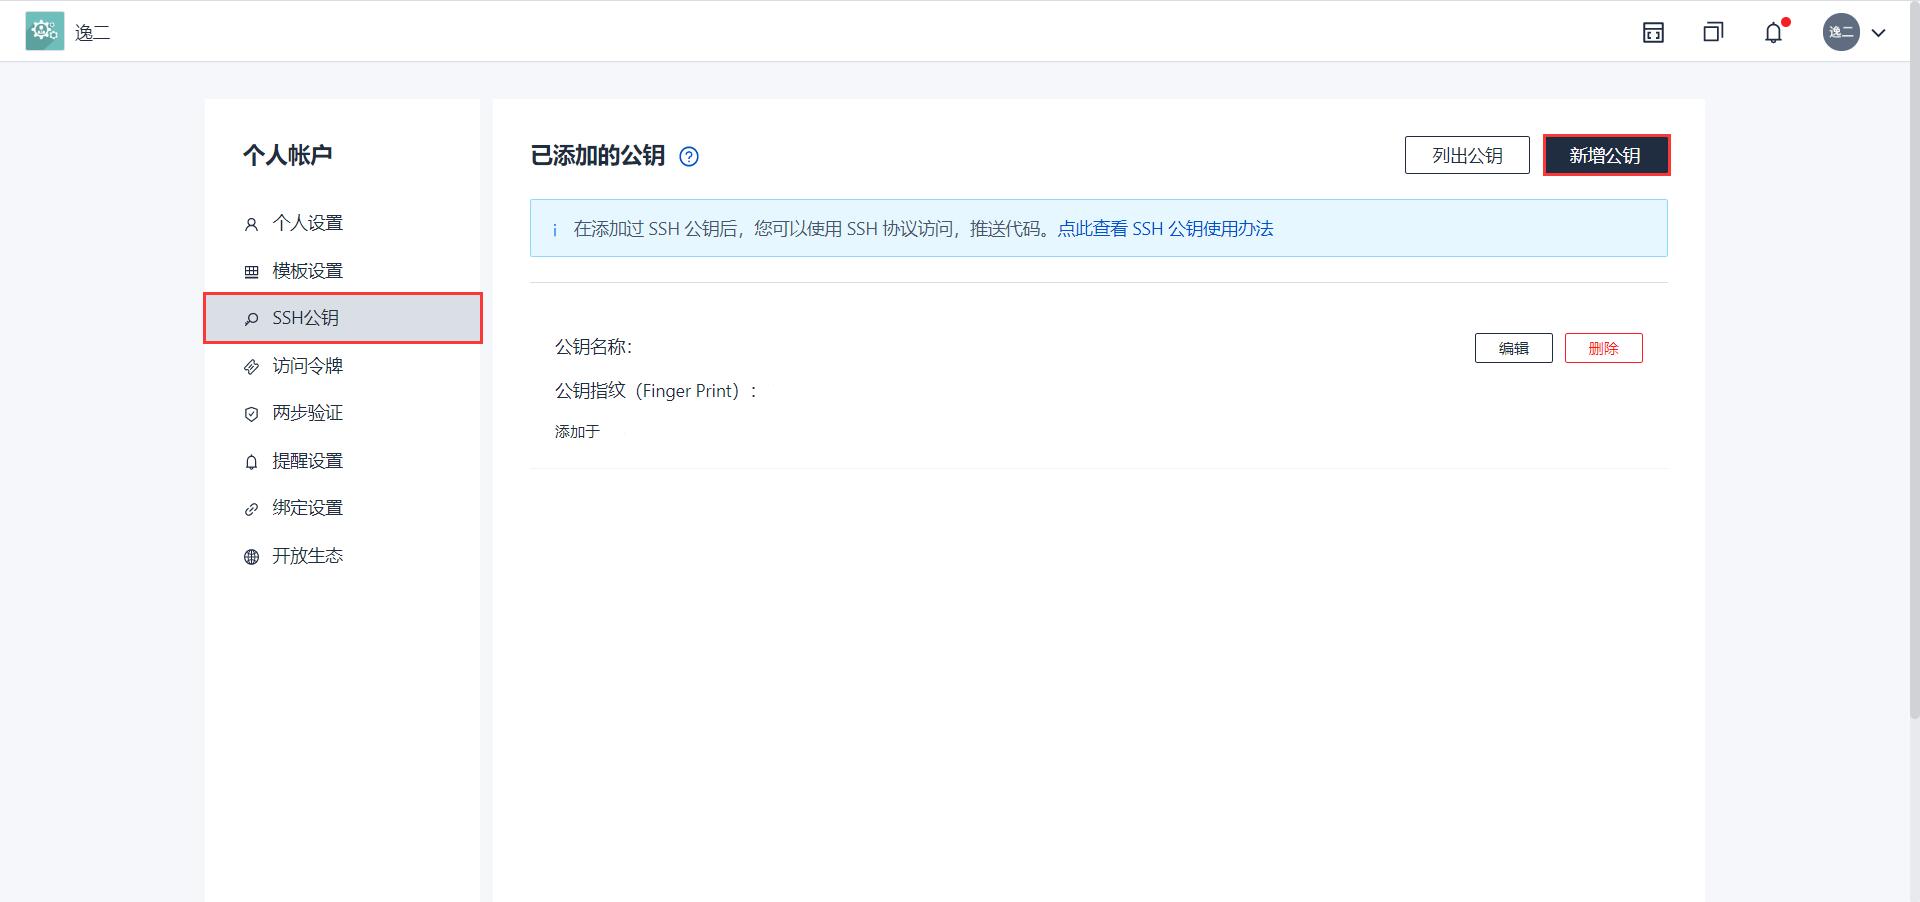 逸二
逸二
个人帐户
个人设置
模板设置
SSH公钥
访问令牌
两步验证
提醒设置
绑定设置
开放生态
已添加的公钥
列出公钥
新增公钥
在添加过 SSH 公钥后，您可以使用 SSH 协议访问，推送代码。点此查看 SSH 公钥使用办法
公钥名称：
编辑
删除
公钥指纹（Finger Print）：
添加于